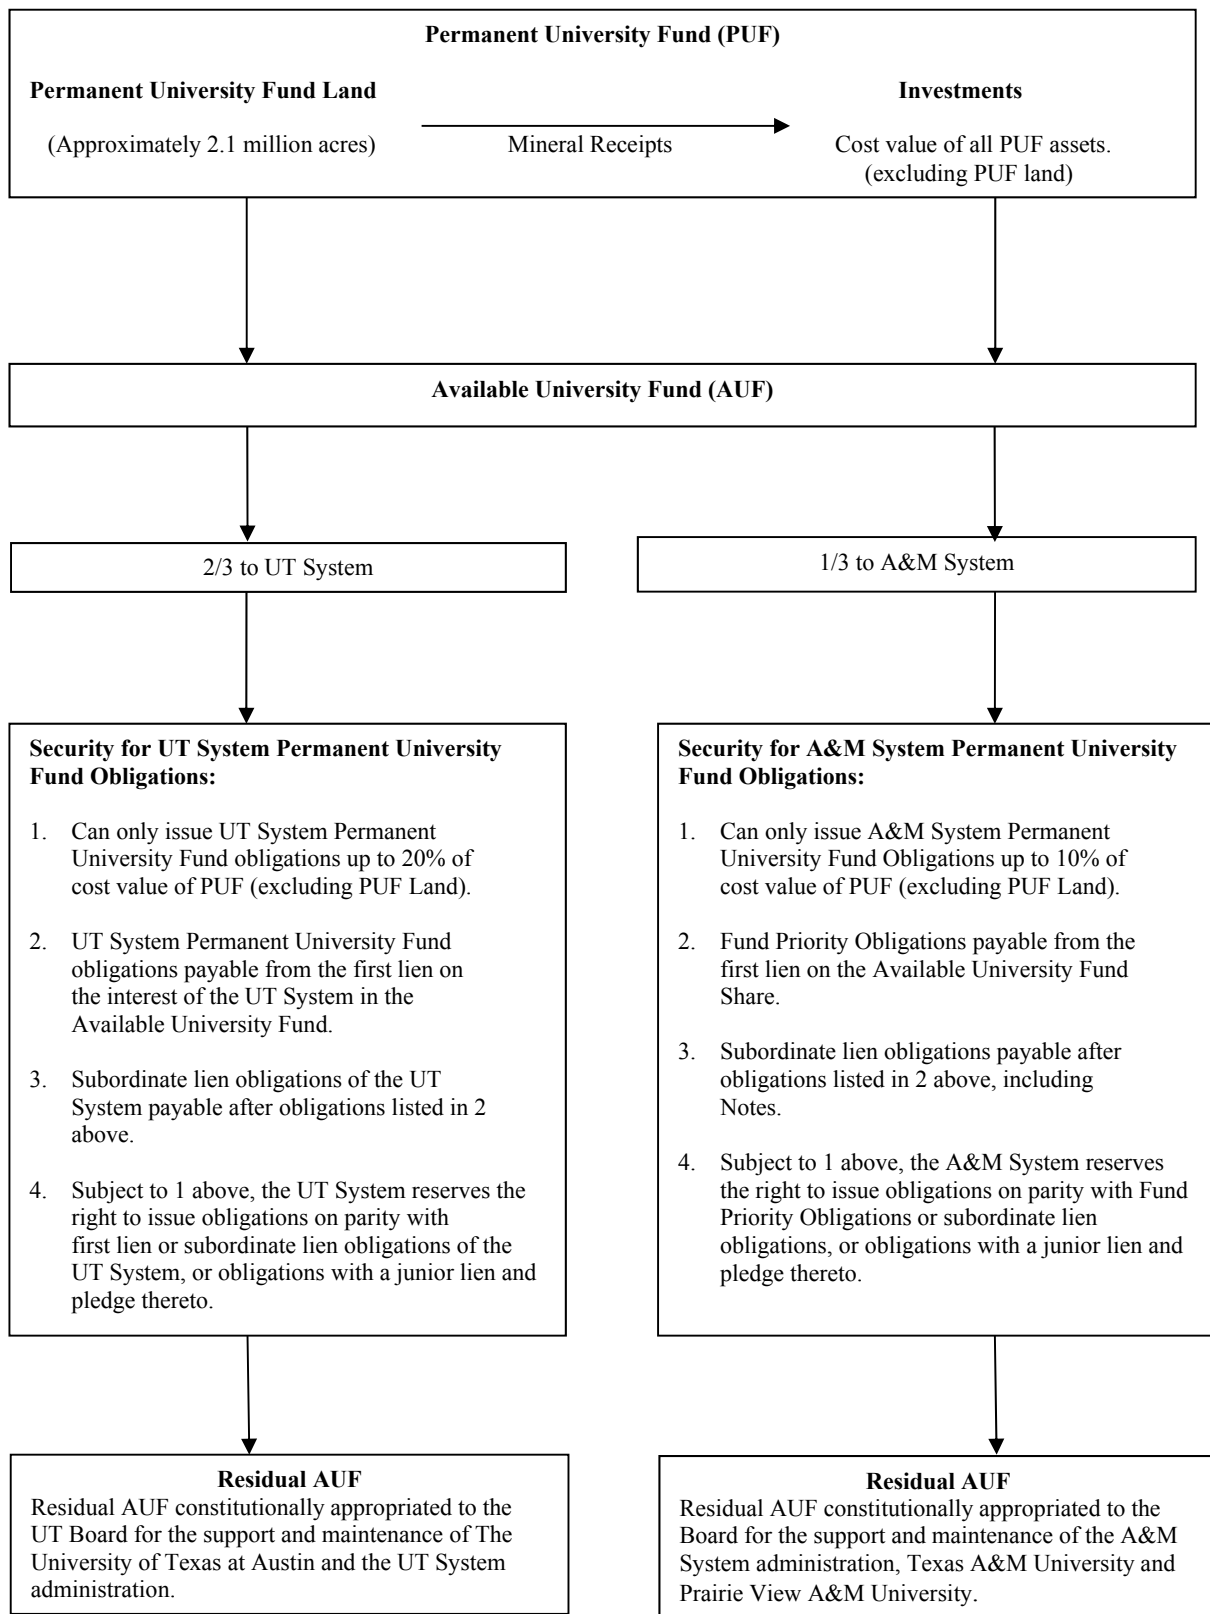 Permanent University Fund (PUF)
Permanent University Fund Land
(Approximately 2.1 million acres)
Mineral Receipts
Investments
Cost value of all PUF assets.
(excluding PUF land)
Available University Fund (AUF)
2/3 to UT System
1/3 to A&M System
Security for UT System Permanent University
Fund Obligations:
1. Can only issue UT System Permanent
University Fund obligations up to 20% of
cost value of PUF (excluding PUF Land).
2. UT System Permanent University Fund
obligations payable from the first lien on
the interest of the UT System in the
Available University Fund.
3. Subordinate lien obligations of the UT
System payable after obligations listed in 2
above.
4. Subject to 1 above, the UT System reserves the
right to issue obligations on parity with
first lien or subordinate lien obligations of the
UT System, or obligations with a junior lien and
pledge thereto.
Security for A&M System Permanent University
Fund Obligations:
1. Can only issue A&M System Permanent
University Fund Obligations up to 10% of
cost value of PUF (excluding PUF Land).
2. Fund Priority Obligations payable from the
first lien on the Available University Fund
Share.
3. Subordinate lien obligations payable after
obligations listed in 2 above, including
Notes.
4. Subject to 1 above, the A&M System reserves
the right to issue obligations on parity with Fund
Priority Obligations or subordinate lien
obligations, or obligations with a junior lien and
pledge thereto.
Residual AUF
Residual AUF constitutionally appropriated to the
UT Board for the support and maintenance of The
University of Texas at Austin and the UT System
administration.
Residual AUF
Residual AUF constitutionally appropriated to the
Board for the support and maintenance of the A&M
System administration, Texas A&M University and
Prairie View A&M University.